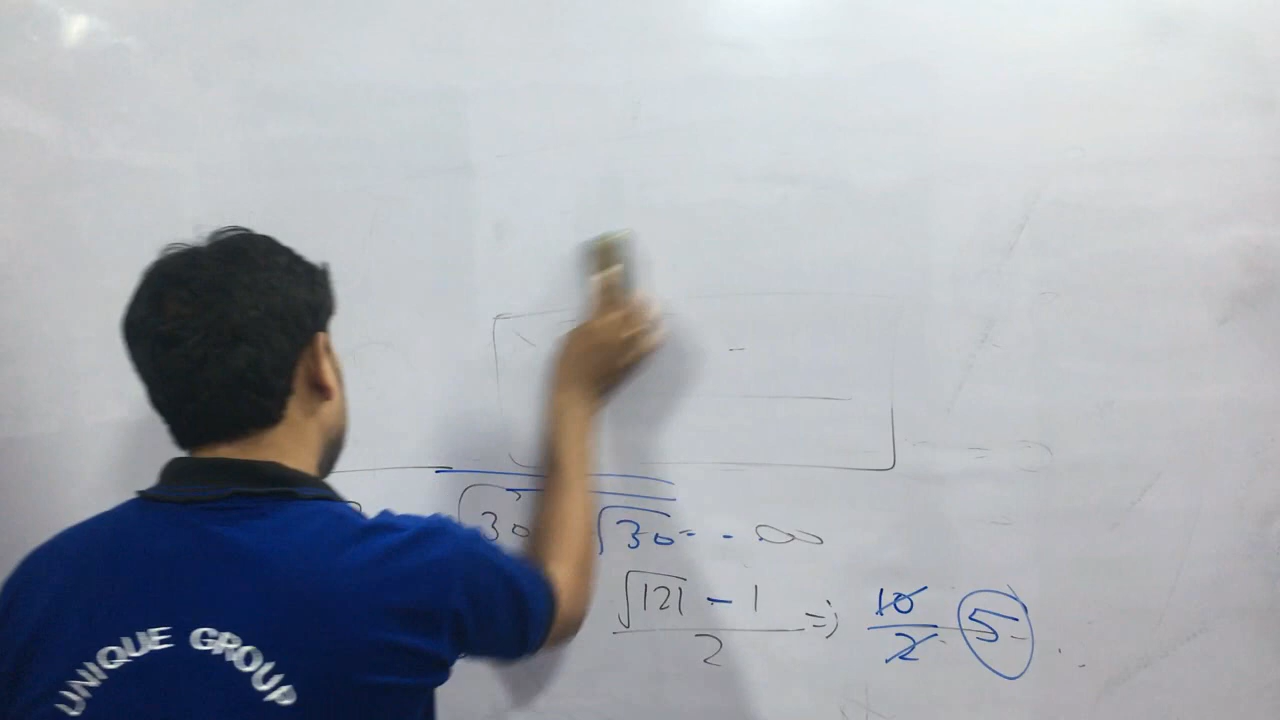 √30 √30 - - ∞
√121 - 1 / 2 => 10 / 2 5
UNIQUE GROUP